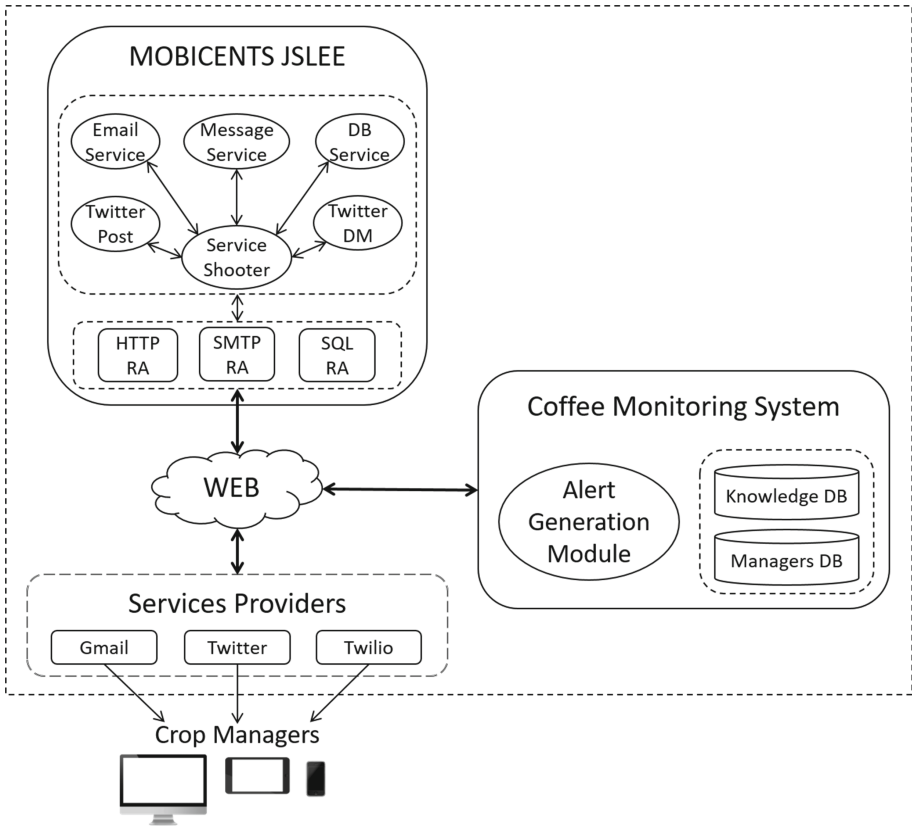 MOBICENTS JSLEE
Email
Service
Message
Service
DB
Service
Twitter
Post
Service
Shooter
Twitter
DM
HTTP
RA
SMTP
RA
SQL
RA
Coffee Monitoring System
Alert
Generation
Module
Knowledge DB
Managers DB
WEB
Services Providers
Gmail
Twitter
Twilio
Crop Managers